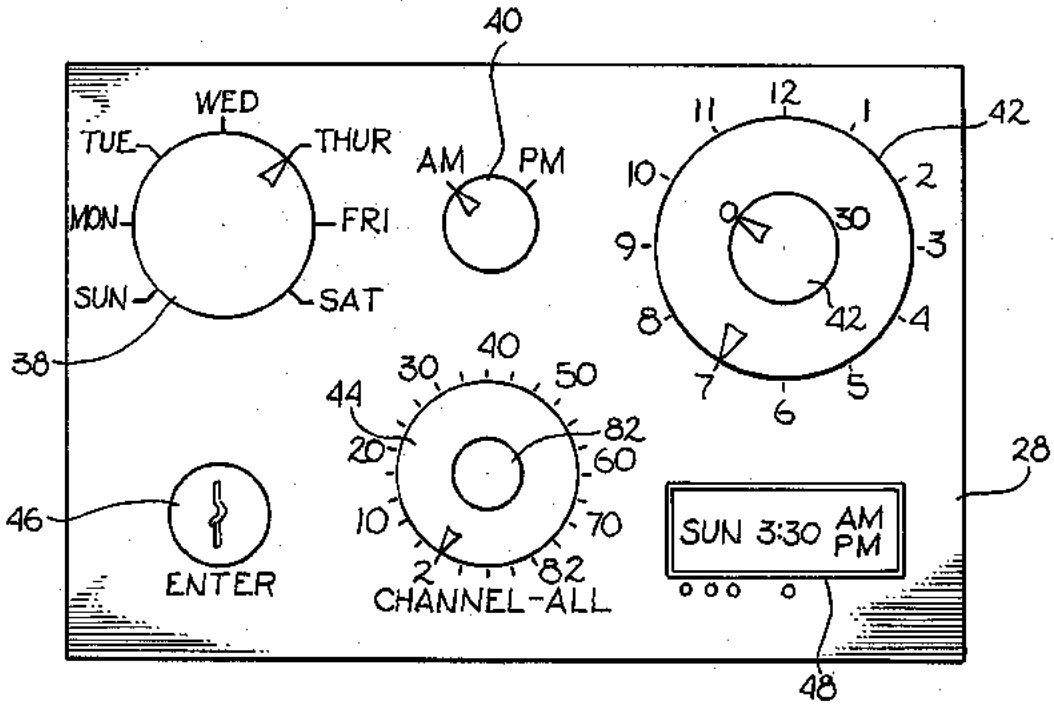 40
WED
TUE
THUR
MON
FRI
SUN
SAT
38
AM
PM
12
11
1
42
10
2
0
30
9
3
42
8
4
7
5
6
40
30
50
44
82
20
60
10
70
2
82
CHANNEL-ALL
46
ENTER
28
SUN 3:30 AM
PM
48